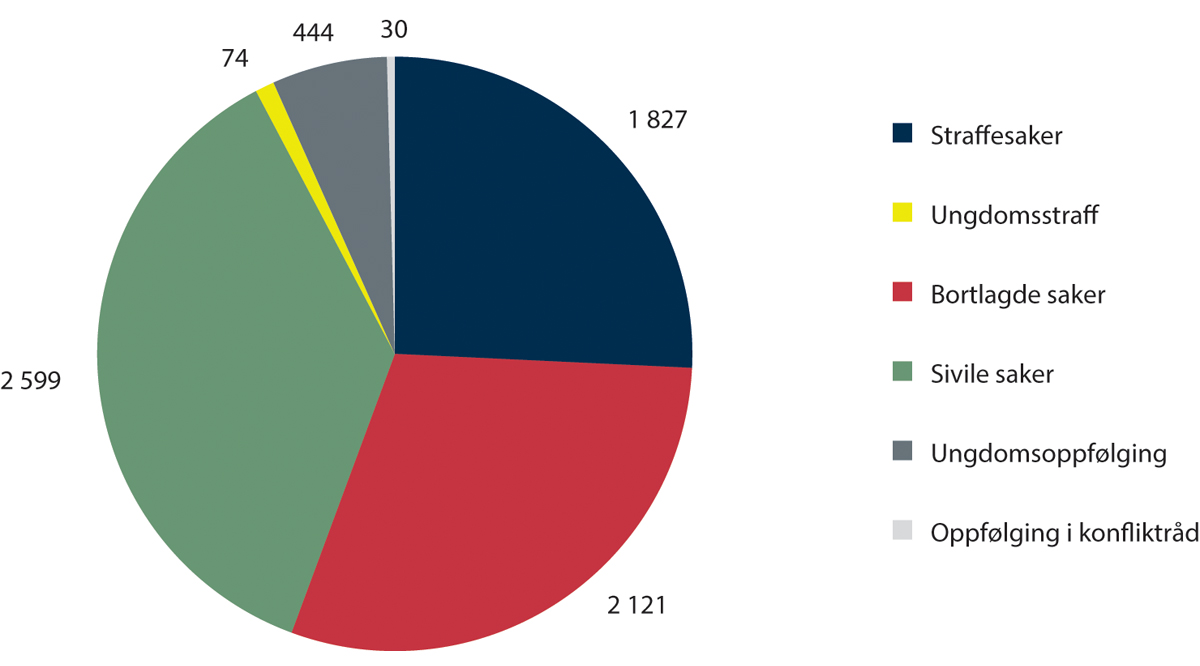 30
444
74
1 827
2 599
2 121
Straffesaker
Ungdomsstraff
Bortlagde saker
Sivile saker
Ungdomsoppfølging
Oppfølging i konfliktråd